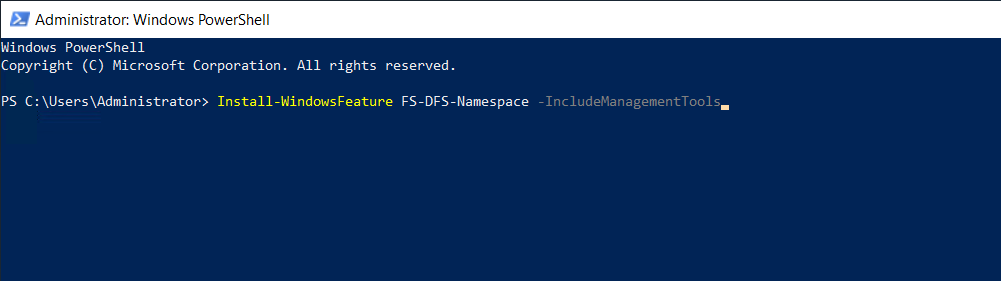 Administrator: Windows PowerShell
Windows PowerShell
Copyright (C) Microsoft Corporation. All rights reserved.
PS C:\Users\Administrator> Install-WindowsFeature FS-DFS-Namespace -IncludeManagementTools